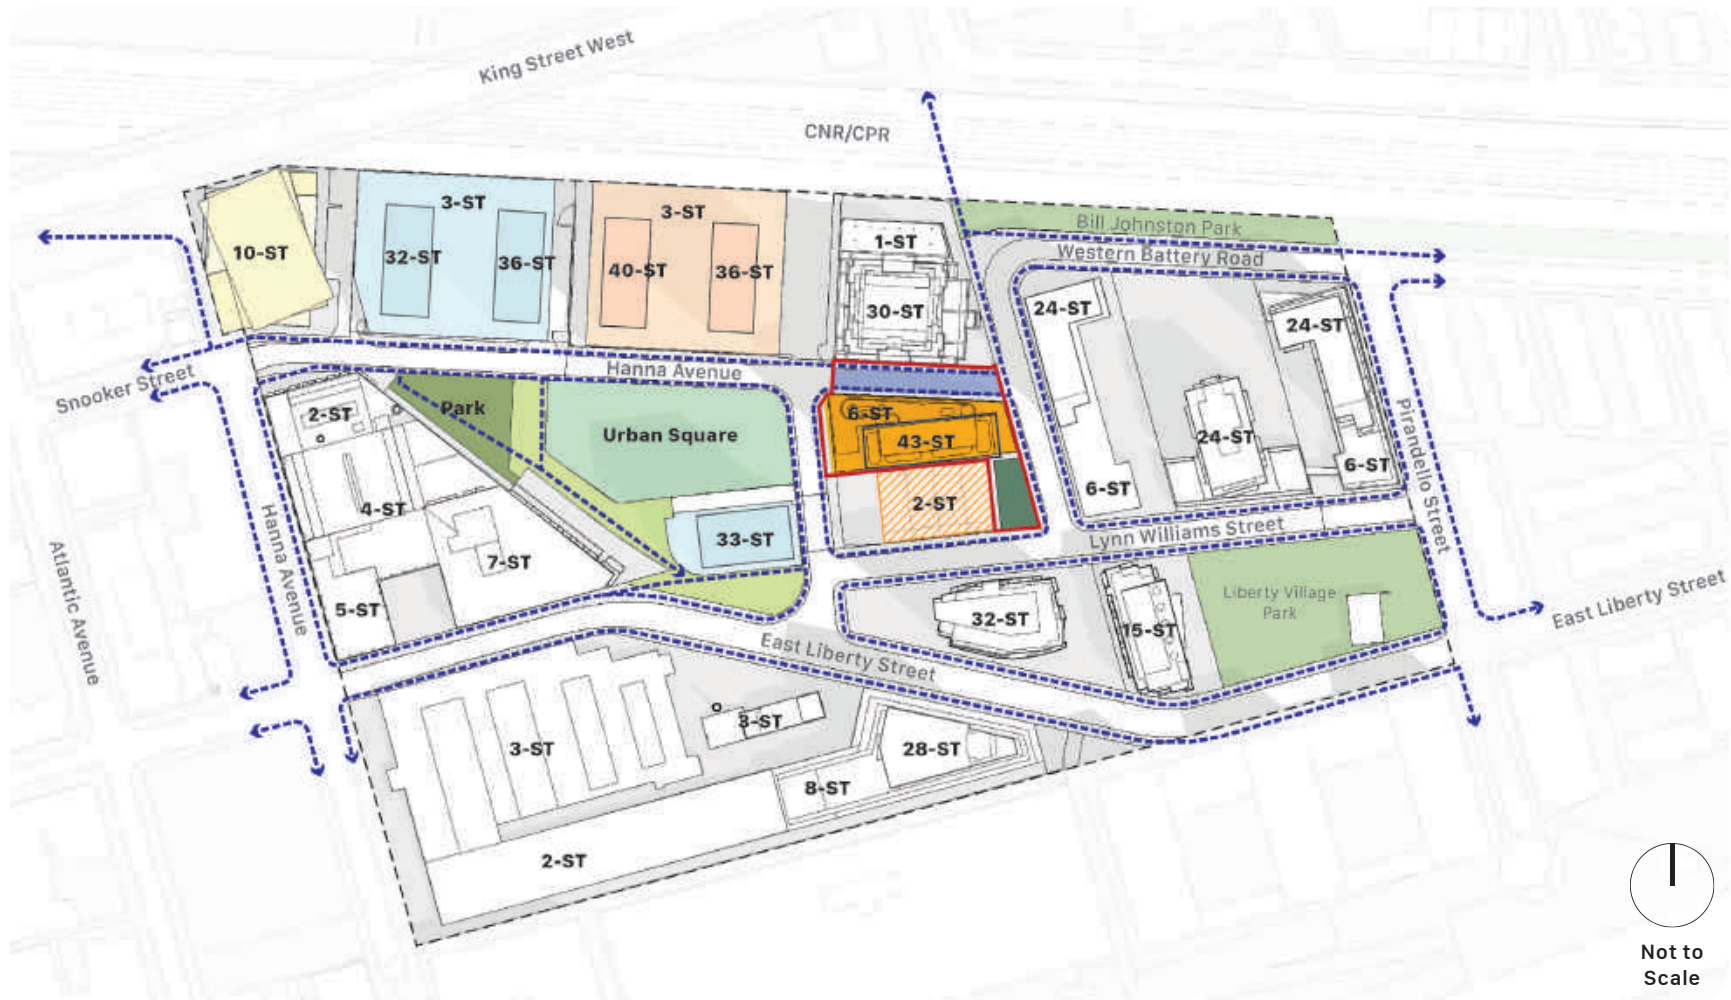 King Street West
CNR/CPR
3-ST
3-ST
Bill Johnston Park
10-ST
32-ST
36-ST
40-ST
36-ST
1-ST
Western Battery Road
30-ST
24-ST
24-ST
Snooker Street
Hanna Avenue
2-ST
Park
Urban Square
6-ST
43-ST
24-ST
6-ST
Pirandello Street
4-ST
2-ST
6-ST
Hanna Avenue
7-ST
33-ST
Lynn Williams Street
Atlantic Avenue
5-ST
32-ST
15-ST
Liberty Village
Park
East Liberty Street
East Liberty Street
3-ST
3-ST
28-ST
8-ST
2-ST
Not to
Scale